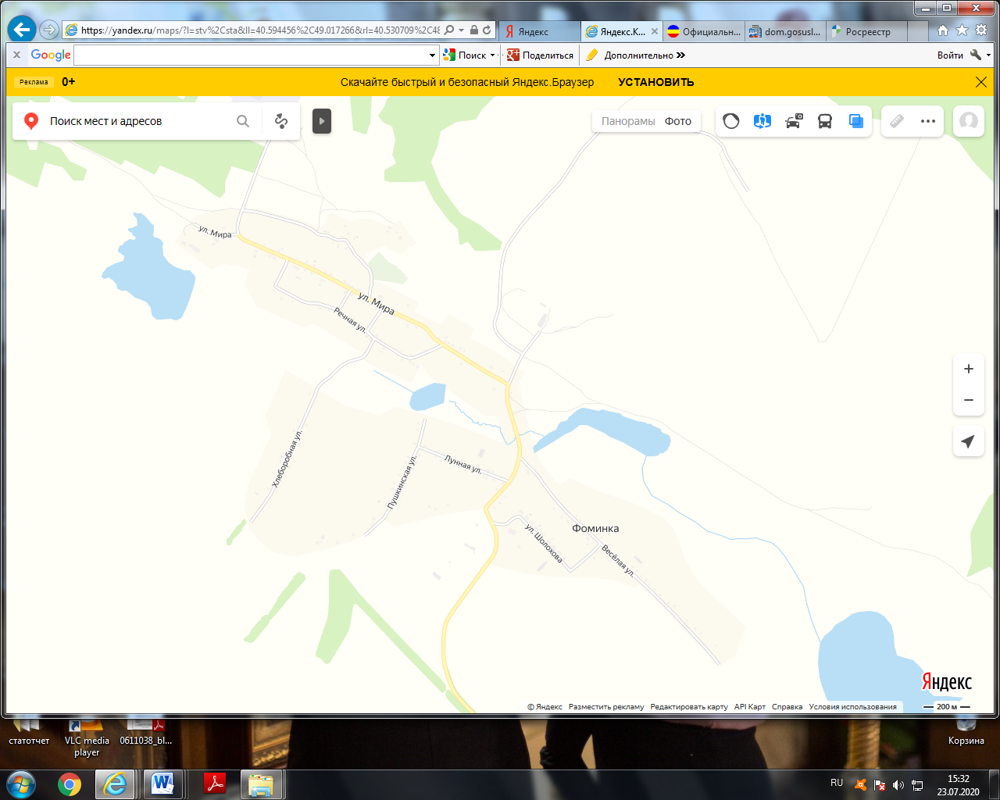 https://yandex.ru/maps/?l=stv%2Csta&ll=40.594456%2C49.017266&rl=40.530709%2C48
Яндекс
Яндекс.К...
Официальн...
dom.gosusl...
Росреестр
x Google
Поиск
Поделиться
Дополнительно »
Войти
Реклама
0+
Скачайте быстрый и безопасный Яндекс.Браузер
УСТАНОВИТЬ
Поиск мест и адресов
Панорамы Фото
ул. Мира
ул. Мира
Речная ул.
Хлеборобная ул.
Пушкинская ул.
Лунная ул.
Фоминка
ул. Шолохова
Весёлая ул.
Яндекс
© Яндекс Разместить рекламу Редактировать карту API Карт Справка Условия использования
200 м
статотчет
VLC media
player
0611038_bl...
Корзина
RU
15:32
23.07.2020